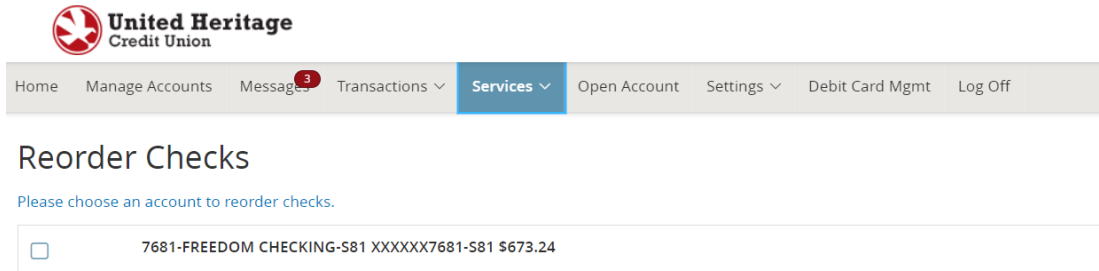 United Heritage
Credit Union
Home Manage Accounts Messages 3 Transactions Services Open Account Settings Debit Card Mgmt Log Off
Reorder Checks
Please choose an account to reorder checks.
7681-FREEDOM CHECKING-S81 XXXXXX7681-S81 $673.24